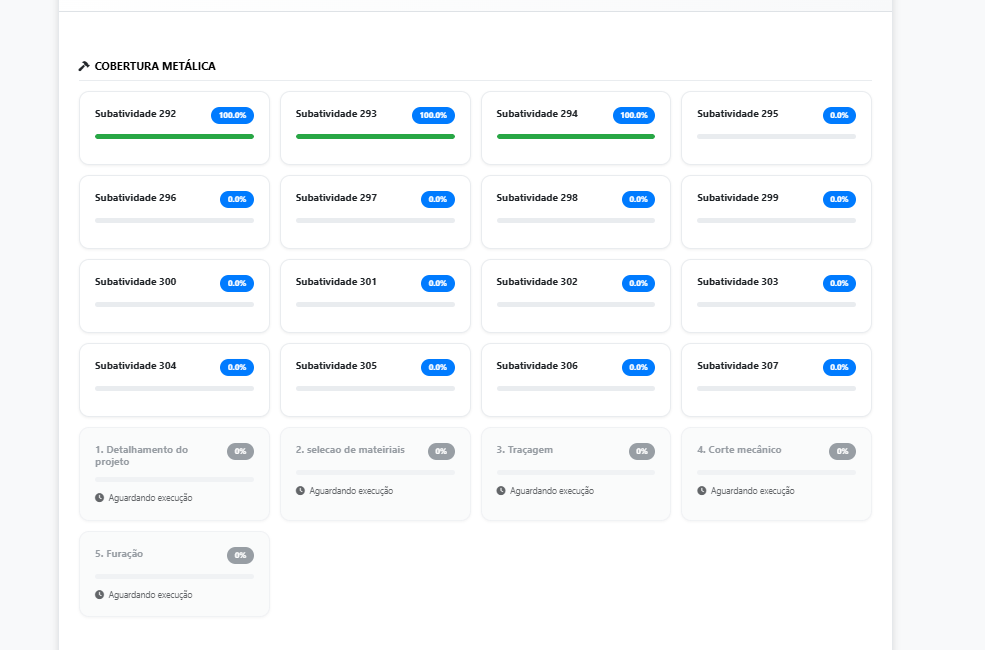 COBERTURA METÁLICA
Subatividade 292 100.0%
Subatividade 293 100.0%
Subatividade 294 100.0%
Subatividade 295 0.0%
Subatividade 296 0.0%
Subatividade 297 0.0%
Subatividade 298 0.0%
Subatividade 299 0.0%
Subatividade 300 0.0%
Subatividade 301 0.0%
Subatividade 302 0.0%
Subatividade 303 0.0%
Subatividade 304 0.0%
Subatividade 305 0.0%
Subatividade 306 0.0%
Subatividade 307 0.0%
1. Detalhamento do 0%
projeto
Aguardando execução
2. selecao de mateiriais 0%
Aguardando execução
3. Traçagem 0%
Aguardando execução
4. Corte mecânico 0%
Aguardando execução
5. Furação 0%
Aguardando execução